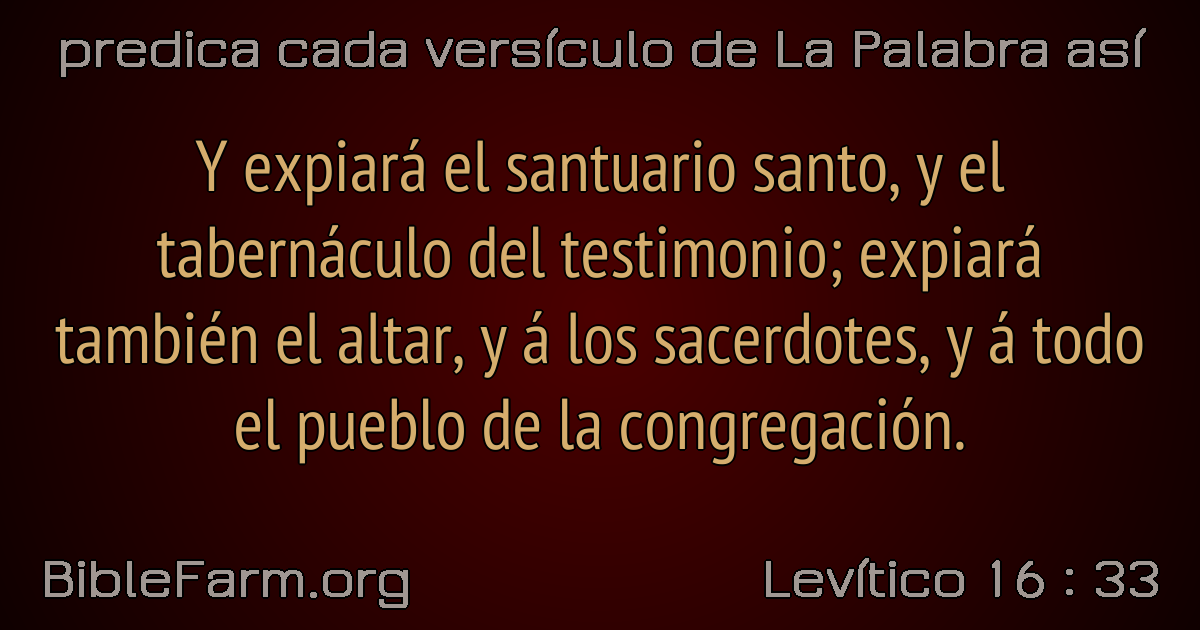 predica cada versículo de La Palabra así
Y expiará el santuario santo, y el
tabernáculo del testimonio; expiará
también el altar, y á los sacerdotes, y á todo
el pueblo de la congregación.
BibleFarm.org
Levítico 16 : 33